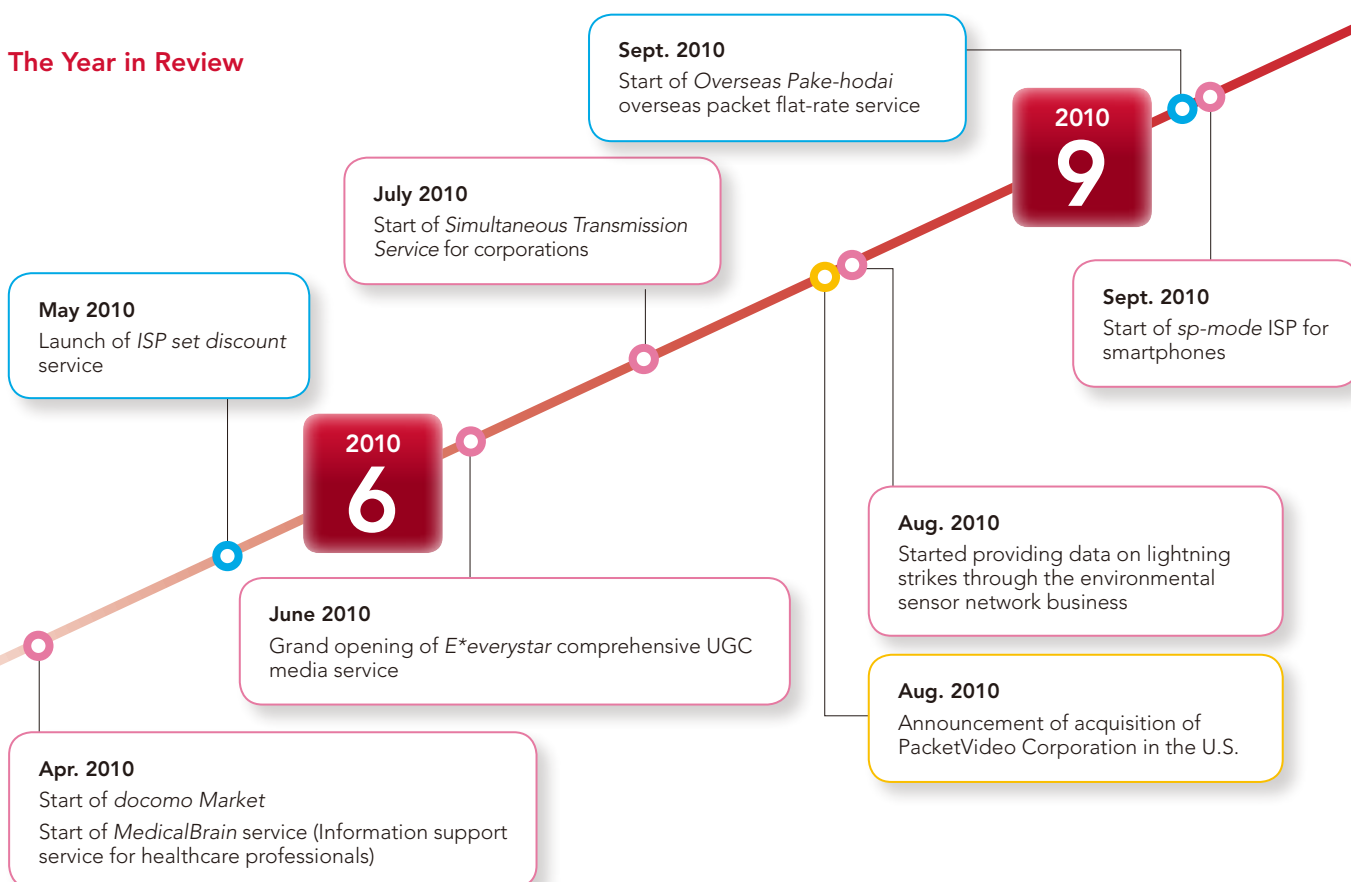 The Year in Review
Sept. 2010
Start of Overseas Pake-hodai
overseas packet flat-rate service
2010
9
July 2010
Start of Simultaneous Transmission
Service for corporations
May 2010
Launch of ISP set discount
service
Sept. 2010
Start of sp-mode ISP for
smartphones
2010
6
Aug. 2010
Started providing data on lightning
strikes through the environmental
sensor network business
June 2010
Grand opening of E*everystar comprehensive UGC
media service
Aug. 2010
Announcement of acquisition of
PacketVideo Corporation in the U.S.
Apr. 2010
Start of docomo Market
Start of MedicalBrain service (Information support
service for healthcare professionals)